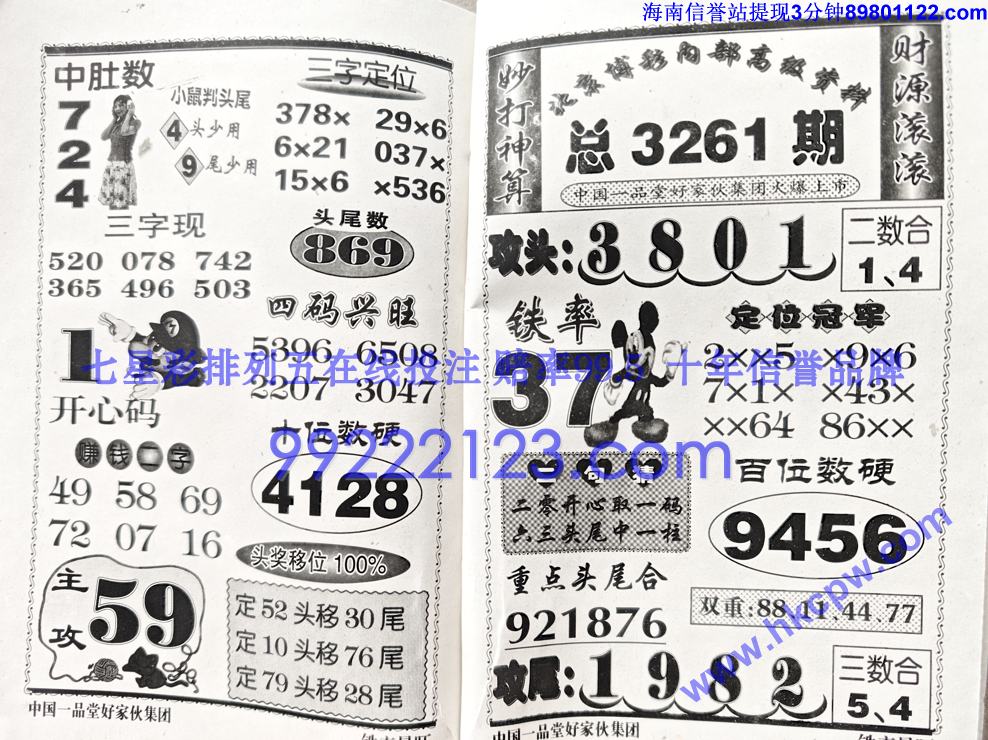 海南信誉站提现3分钟89801122.com
中肚数
7
2
4
小鼠判头尾
4头少用
9尾少用
三字定位
378× 29×6
6×21 037×
15×6 ×536
三字现
520 078 742
365 496 503
头尾数
869
四码兴旺
5396 6508
2207 3047
1
开心码
七星彩排列五在线投注 赔率99.5 十年信誉品牌
99222123.com
www.hkcpw.com
赚钱二字
49 58 69
72 07 16
十位数硬
4128
头奖移位100%
主攻
59
定52头移30尾
定10头移76尾
定79头移28尾
中国一品堂好家伙集团
妙打神算
北京博彩内部高级资料
总3261期
中国一品堂好家伙集团火爆上市
财源滚滚
攻头:3801
二数合
1、4
铁率
37
定位冠军
2××5 ×9×6
7×1× ×43×
××64 86××
二零开心取一码
六三头尾中一柱
百位数硬
9456
重点头尾合
921876
双重:88.11.44.77
攻尾:1982
三数合
5、4
中国一品堂好家伙集团